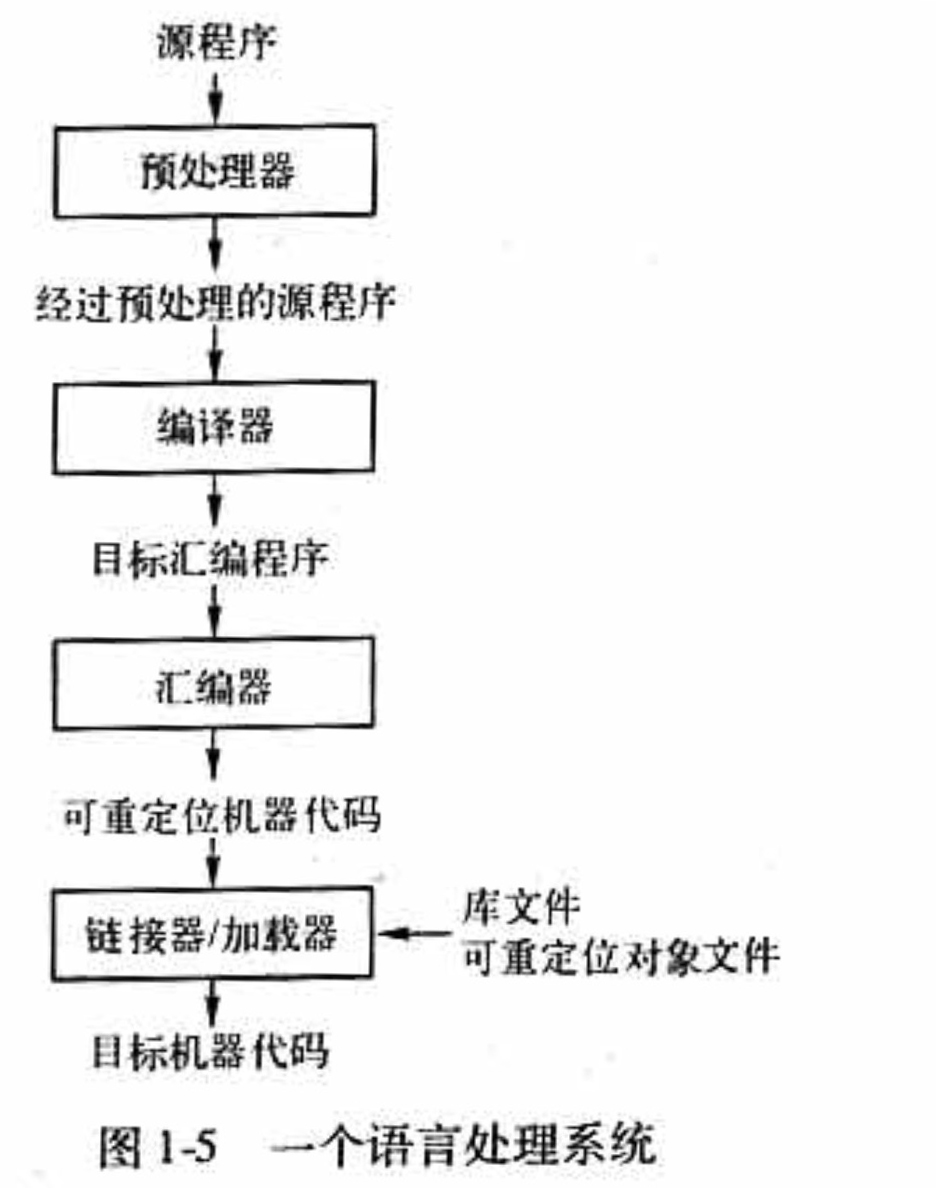 源程序
预处理器
经过预处理的源程序
编译器
目标汇编程序
汇编器
可重定位机器代码
链接器/加载器
库文件
可重定位对象文件
目标机器代码
图 1-5 一个语言处理系统